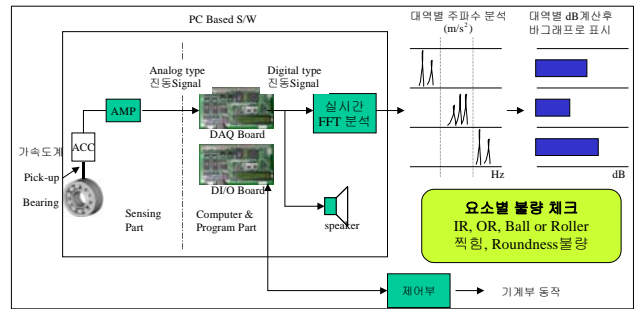 PC Based S/W
대역별 주파수 분석
(m/s²)
대역별 dB계산후
바그래프로 표시
Analog type
진동Signal
Digital type
진동Signal
AMP
DAQ Board
실시간
FFT 분석
가속도계
ACC
Pick-up
Bearing
DI/O Board
Hz
dB
Sensing
Part
Computer &
Program Part
speaker
요소별 불량 체크
IR, OR, Ball or Roller
찍힘, Roundness불량
제어부
기계부 동작